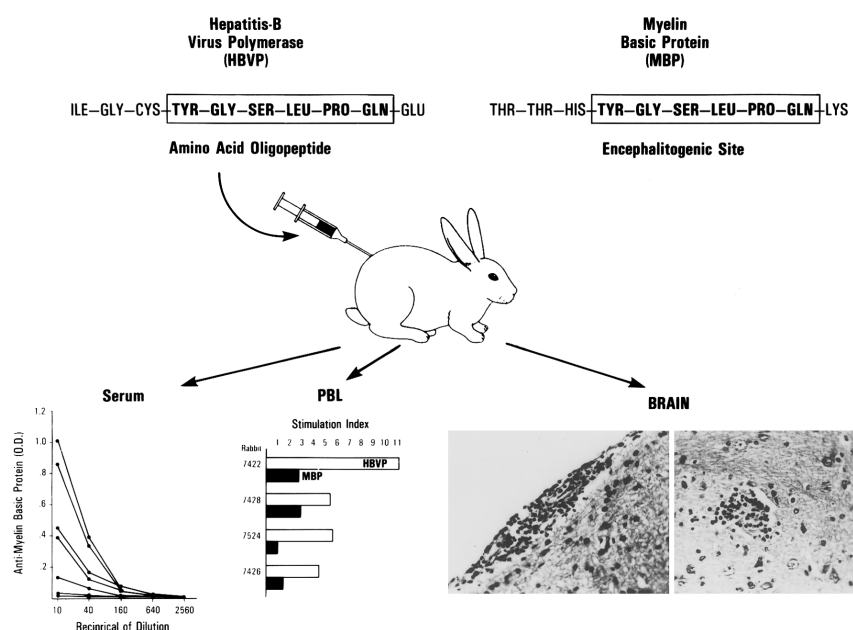 Hepatitis-B
Virus Polymerase
(HBVP)
Myelin
Basic Protein
(MBP)
ILE–GLY–CYS–TYR–GLY–SER–LEU–PRO–GLN–GLU
THR–THR–HIS–TYR–GLY–SER–LEU–PRO–GLN–LYS
Amino Acid Oligopeptide
Encephalitogenic Site
Serum
PBL
BRAIN
Anti-Myelin Basic Protein (O.D.)
1.2
1.0
.8
.6
.4
.2
10 40 160 640 2560
Reciprical of Dilution
Stimulation Index
Rabbit
1 2 3 4 5 6 7 8 9 10 11
7422
HBVP
MBP
7428
7524
7426